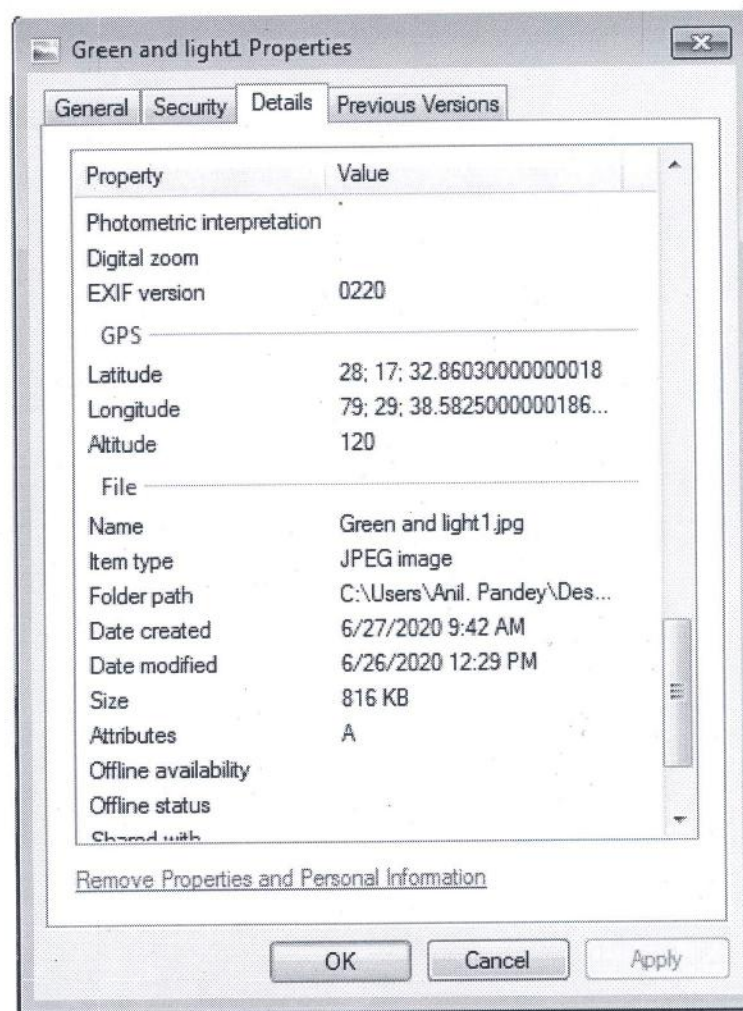 Green and light1 Properties
General Security Details Previous Versions
Property Value
Photometric interpretation
Digital zoom
EXIF version 0220
GPS
Latitude 28; 17; 32.86030000000018
Longitude 79; 29; 38.5825000000186...
Altitude 120
File
Name Green and light1.jpg
Item type JPEG image
Folder path C:\Users\Anil. Pandey\Des...
Date created 6/27/2020 9:42 AM
Date modified 6/26/2020 12:29 PM
Size 816 KB
Attributes A
Offline availability
Offline status
Shared with
Remove Properties and Personal Information
OK Cancel Apply